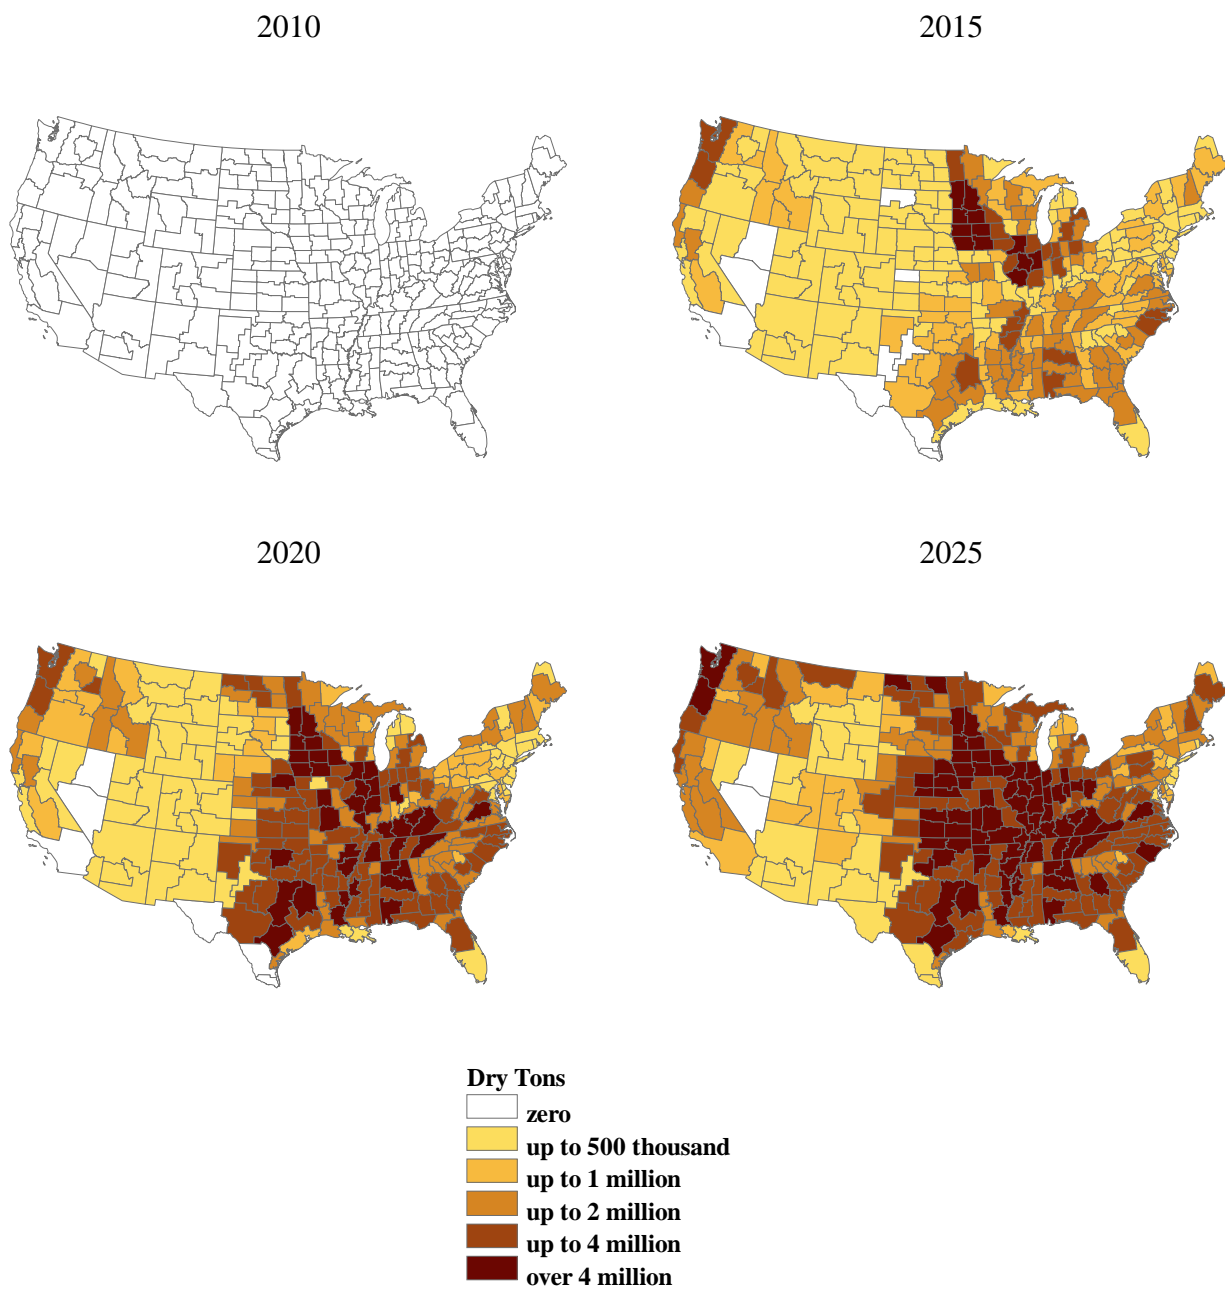 2010
2015
2020
2025
Dry Tons
zero
up to 500 thousand
up to 1 million
up to 2 million
up to 4 million
over 4 million